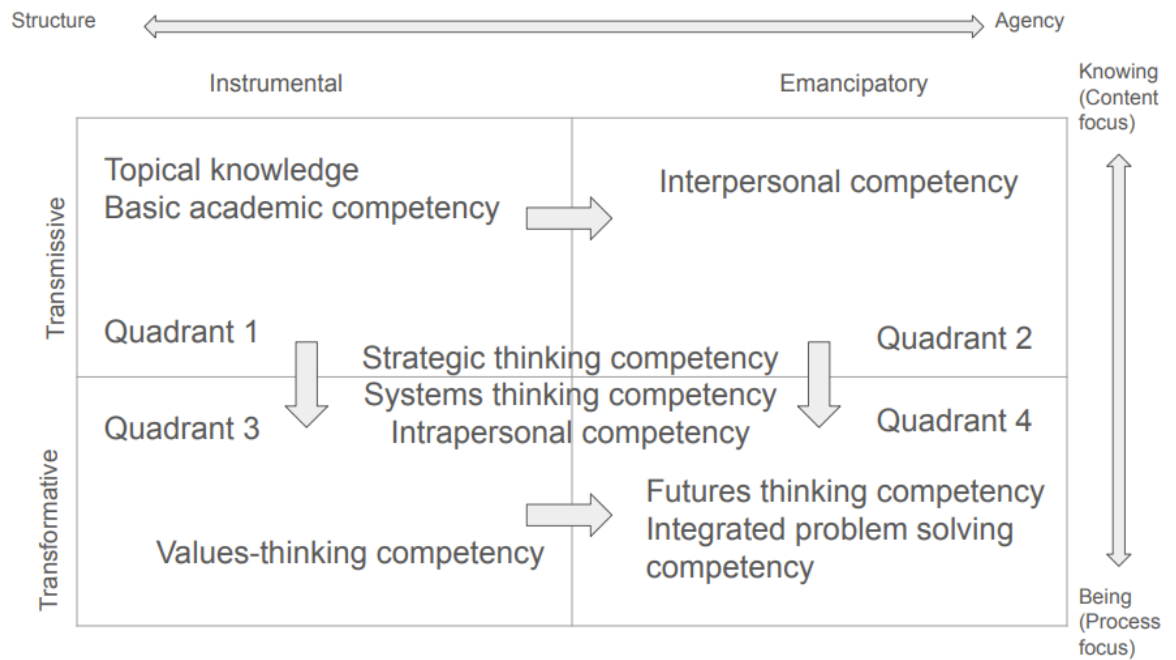 Structure
Agency
Instrumental
Emancipatory
Knowing
(Content
focus)
Transmissive
Topical knowledge
Basic academic competency
Interpersonal competency
Quadrant 1
Quadrant 2
Strategic thinking competency
Systems thinking competency
Intrapersonal competency
Transformative
Quadrant 3
Quadrant 4
Values-thinking competency
Futures thinking competency
Integrated problem solving
competency
Being
(Process
focus)